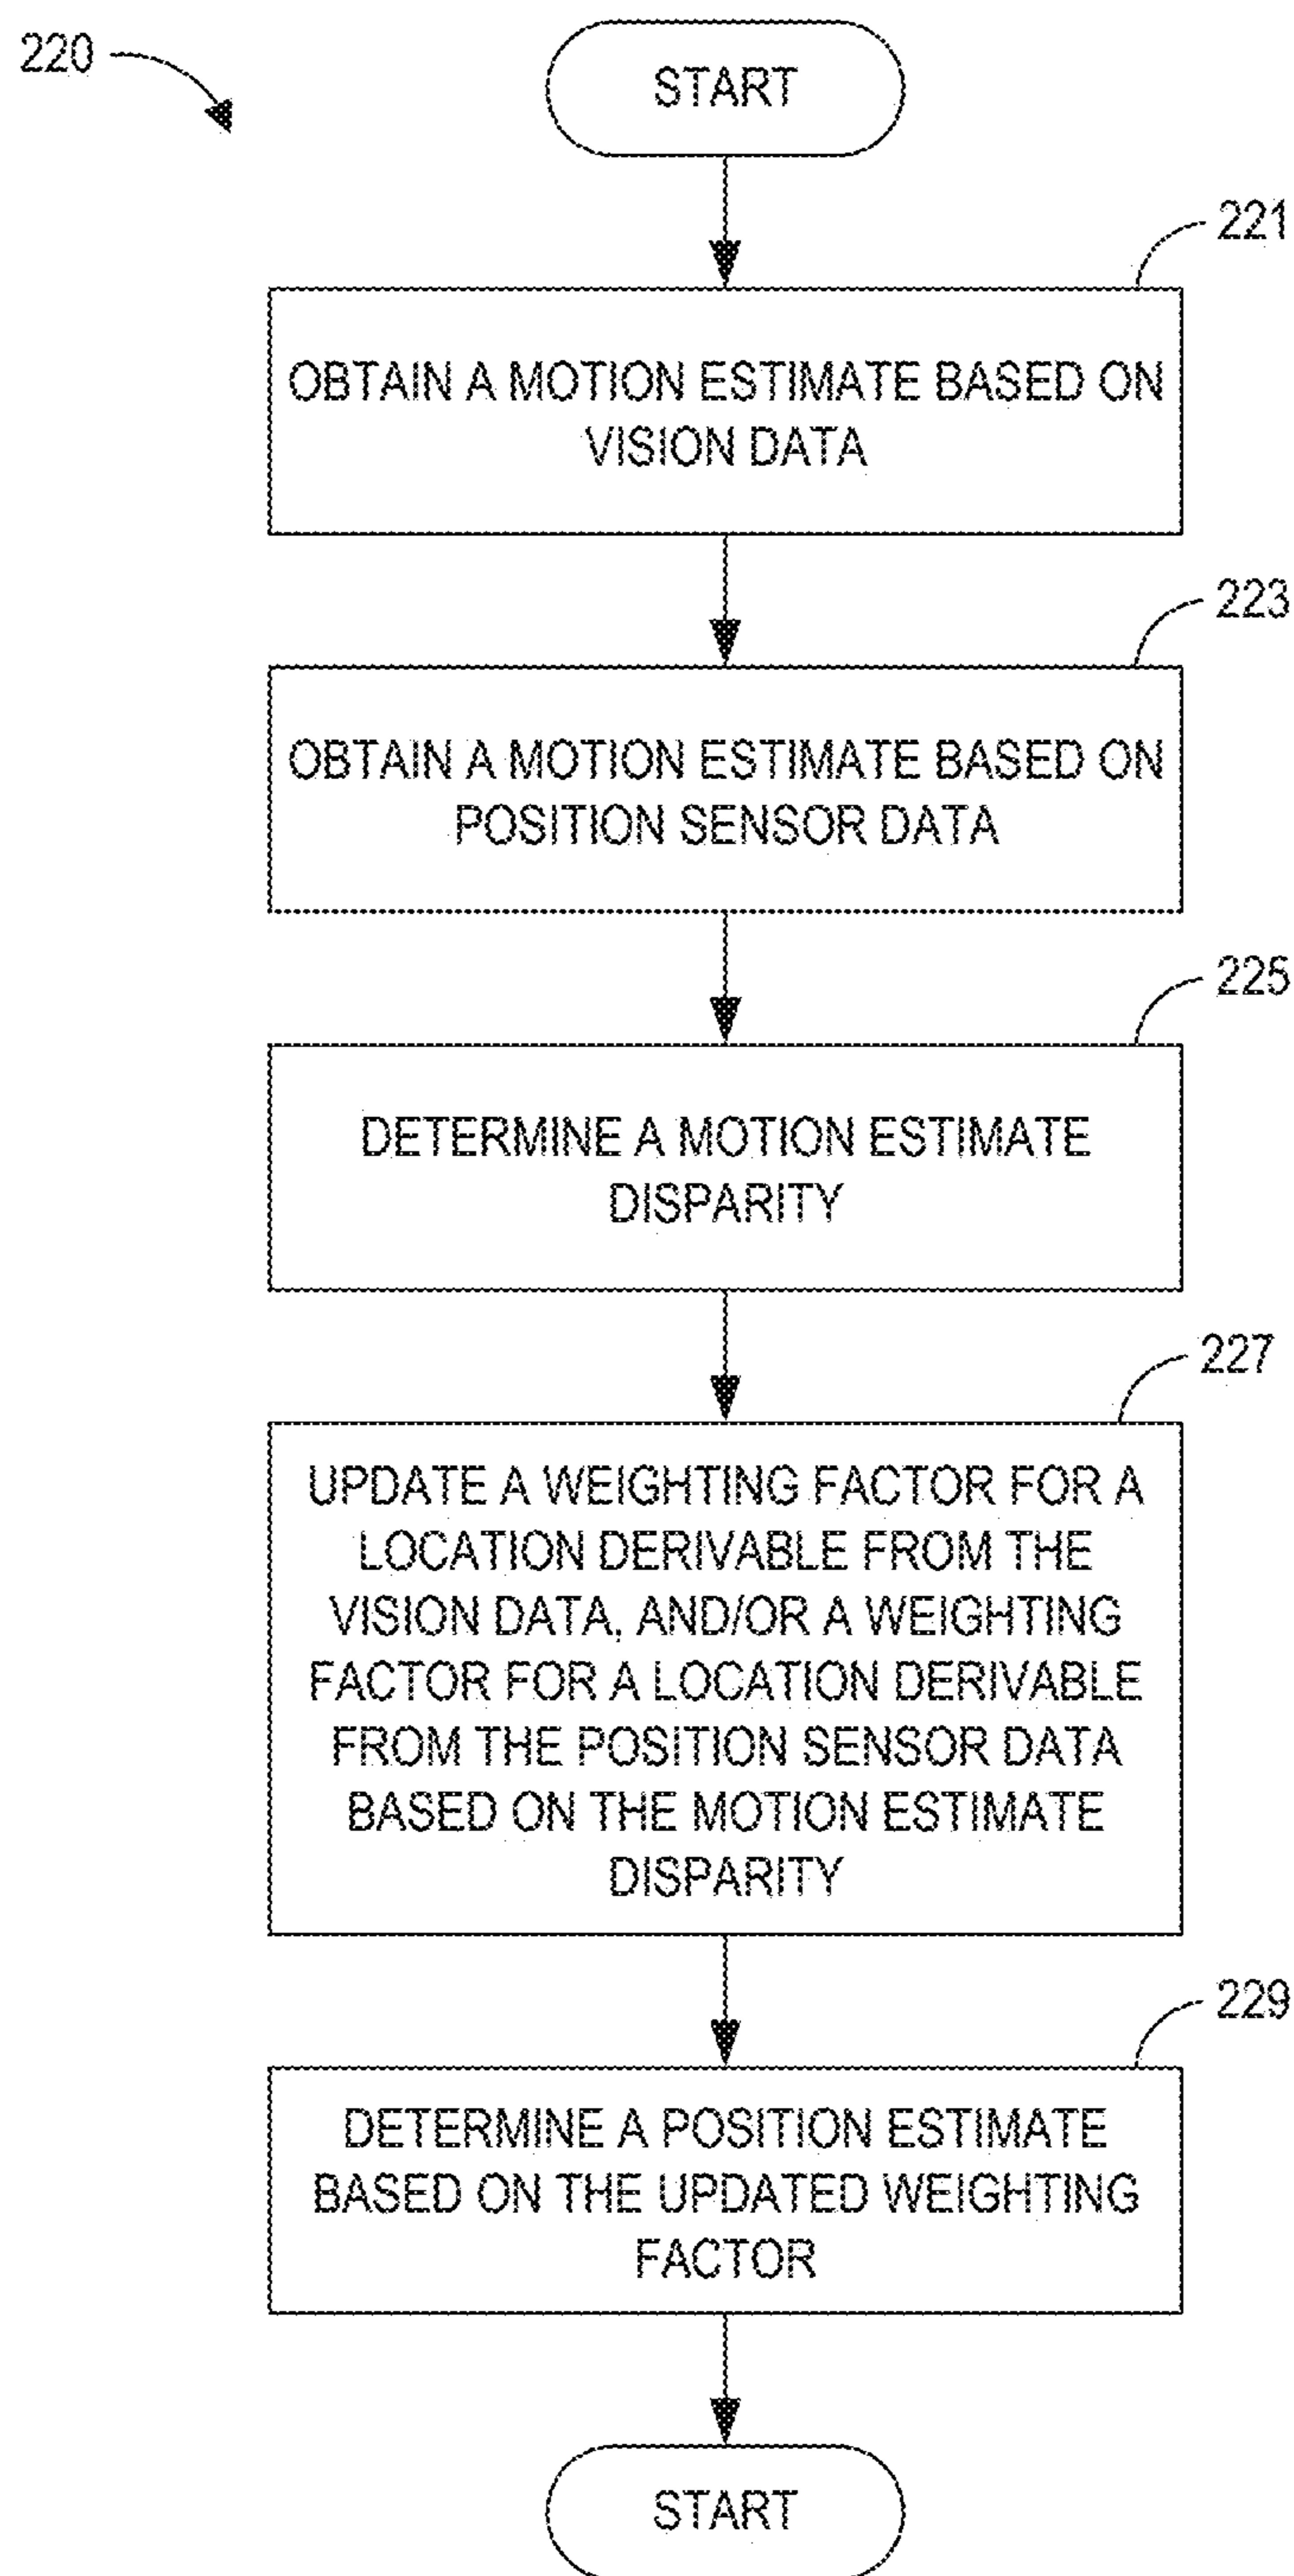 220
START
221
OBTAIN A MOTION ESTIMATE BASED ON
VISION DATA
223
OBTAIN A MOTION ESTIMATE BASED ON
POSITION SENSOR DATA
225
DETERMINE A MOTION ESTIMATE
DISPARITY
227
UPDATE A WEIGHTING FACTOR FOR A
LOCATION DERIVABLE FROM THE
VISION DATA, AND/OR A WEIGHTING
FACTOR FOR A LOCATION DERIVABLE
FROM THE POSITION SENSOR DATA
BASED ON THE MOTION ESTIMATE
DISPARITY
229
DETERMINE A POSITION ESTIMATE
BASED ON THE UPDATED WEIGHTING
FACTOR
START